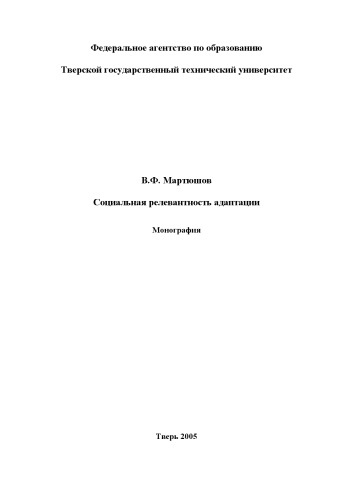 Федеральное агентство по образованию
Тверской государственный технический университет
В.Ф. Мартюшов
Социальная релевантность адаптации
Монография
Тверь 2005